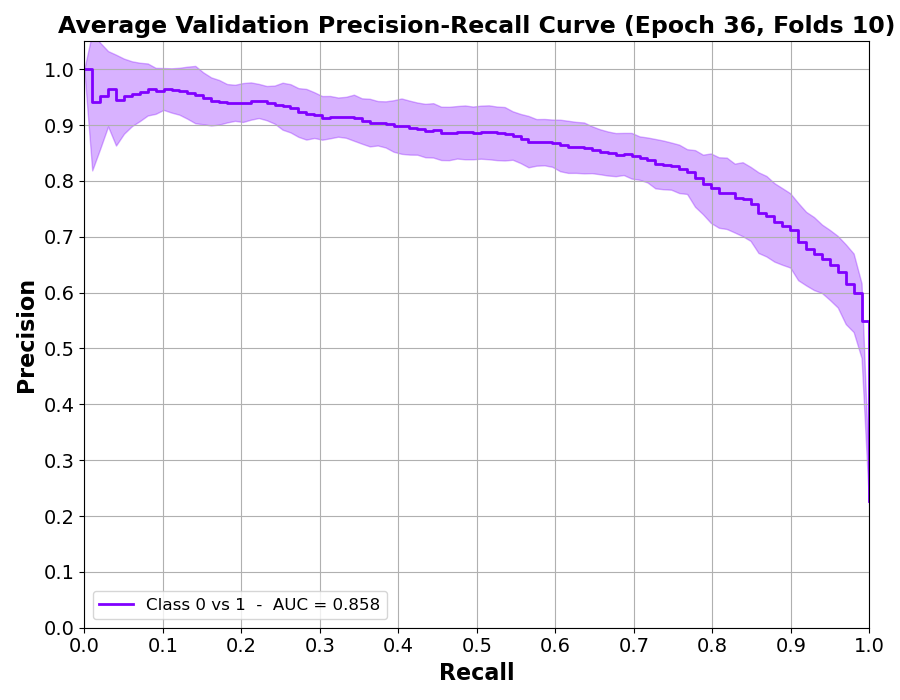 Average Validation Precision-Recall Curve (Epoch 36, Folds 10)
1.0
0.9
0.8
0.7
0.6
0.5
0.4
0.3
0.2
0.1
0.0
Precision
Class 0 vs 1 - AUC = 0.858
0.0 0.1 0.2 0.3 0.4 0.5 0.6 0.7 0.8 0.9 1.0
Recall